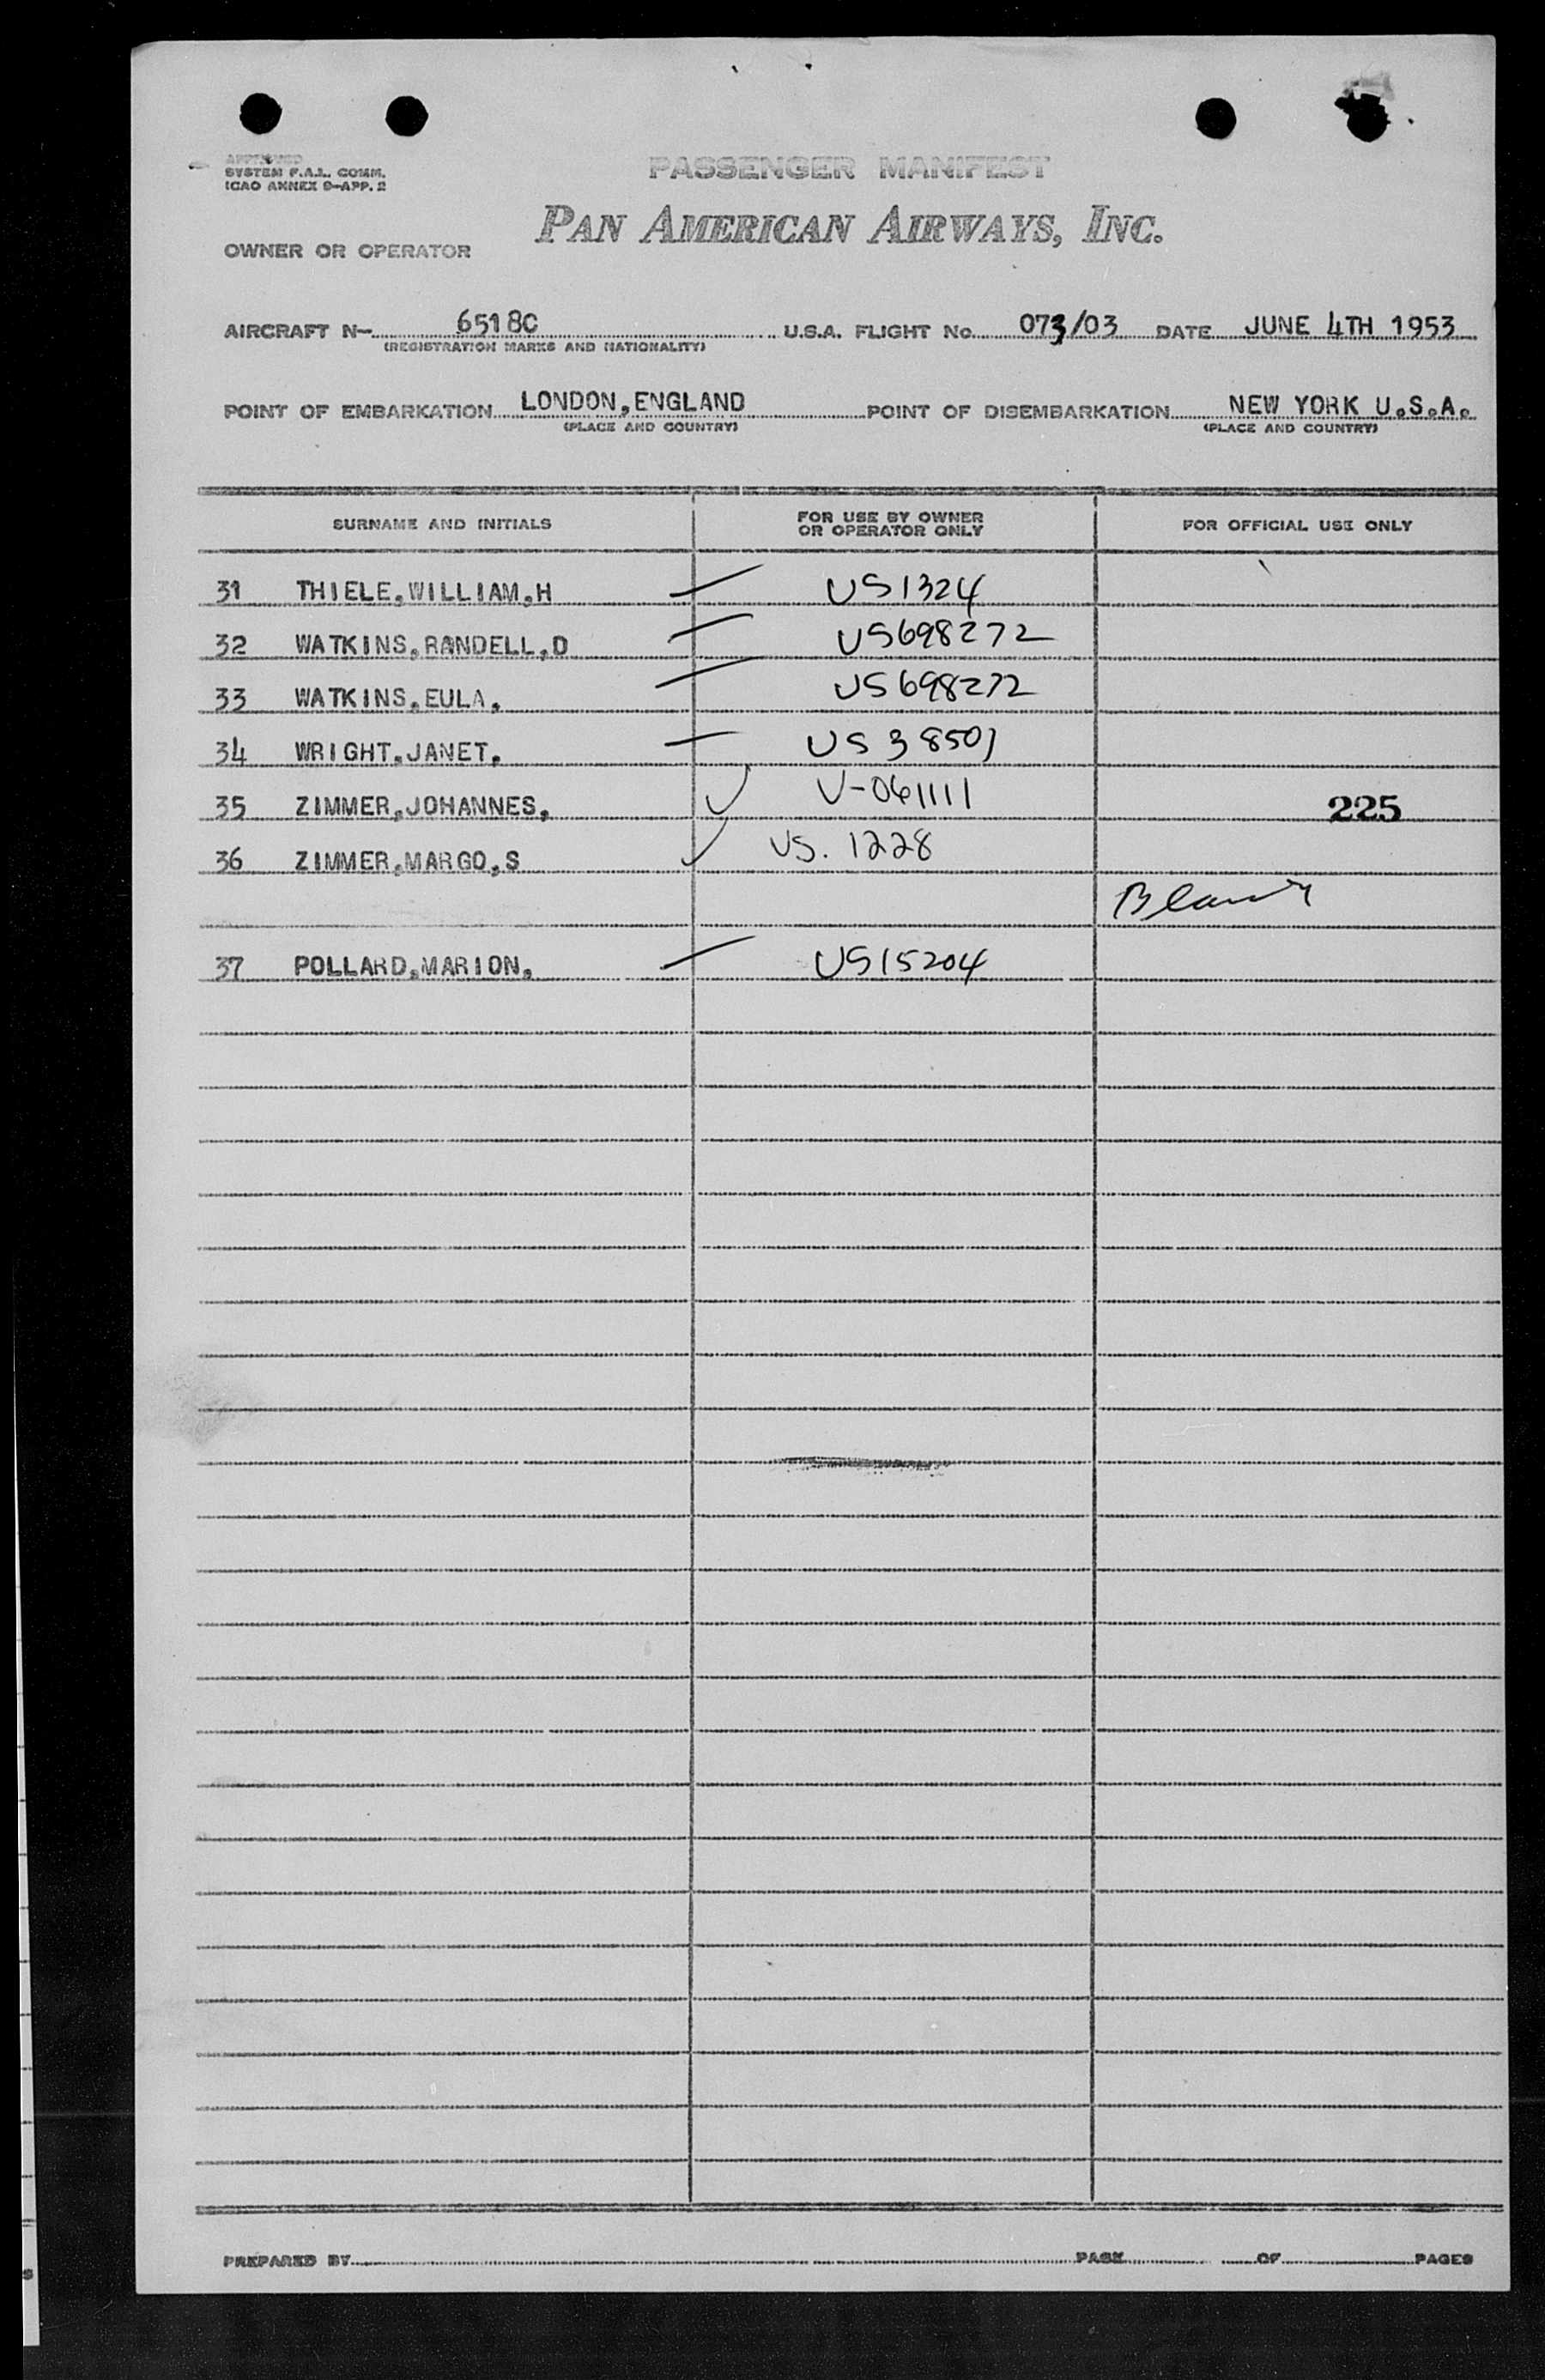 APPROVED
SYSTEM F.A.L. COMM.
ICAO ANNEX 9-APP. 2
PASSENGER MANIFEST
PAN AMERICAN AIRWAYS, INC.
OWNER OR OPERATOR
AIRCRAFT N- 6518C U.S.A. FLIGHT No. 073/03 DATE JUNE 4TH 1953
(REGISTRATION MARKS AND NATIONALITY)
POINT OF EMBARKATION LONDON,ENGLAND POINT OF DISEMBARKATION NEW YORK U.S.A.
(PLACE AND COUNTRY) (PLACE AND COUNTRY)
SURNAME AND INITIALS FOR USE BY OWNER OR OPERATOR ONLY FOR OFFICIAL USE ONLY
31 THIELE,WILLIAM,H US1324
32 WATKINS,RANDELL,D US698272
33 WATKINS,EULA, US698272
34 WRIGHT,JANET, US 38501
35 ZIMMER,JOHANNES, V-061111 225
36 ZIMMER,MARGO,S US. 1228
37 POLLARD,MARION, US15204
PREPARED BY PAGE OF PAGES